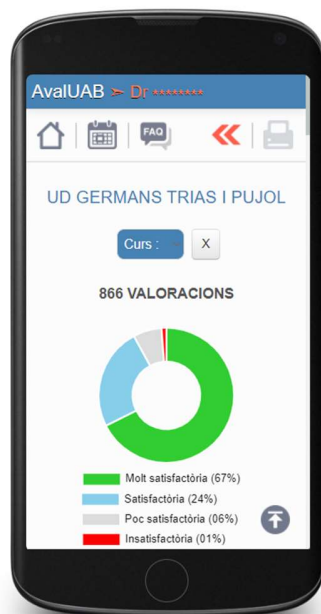 AvalUAB ➣ Dr ********
FAQ
UD GERMANS TRIAS I PUJOL
Curs :
X
866 VALORACIONS
Molt satisfactòria (67%)
Satisfactòria (24%)
Poc satisfactòria (06%)
Insatisfactòria (01%)